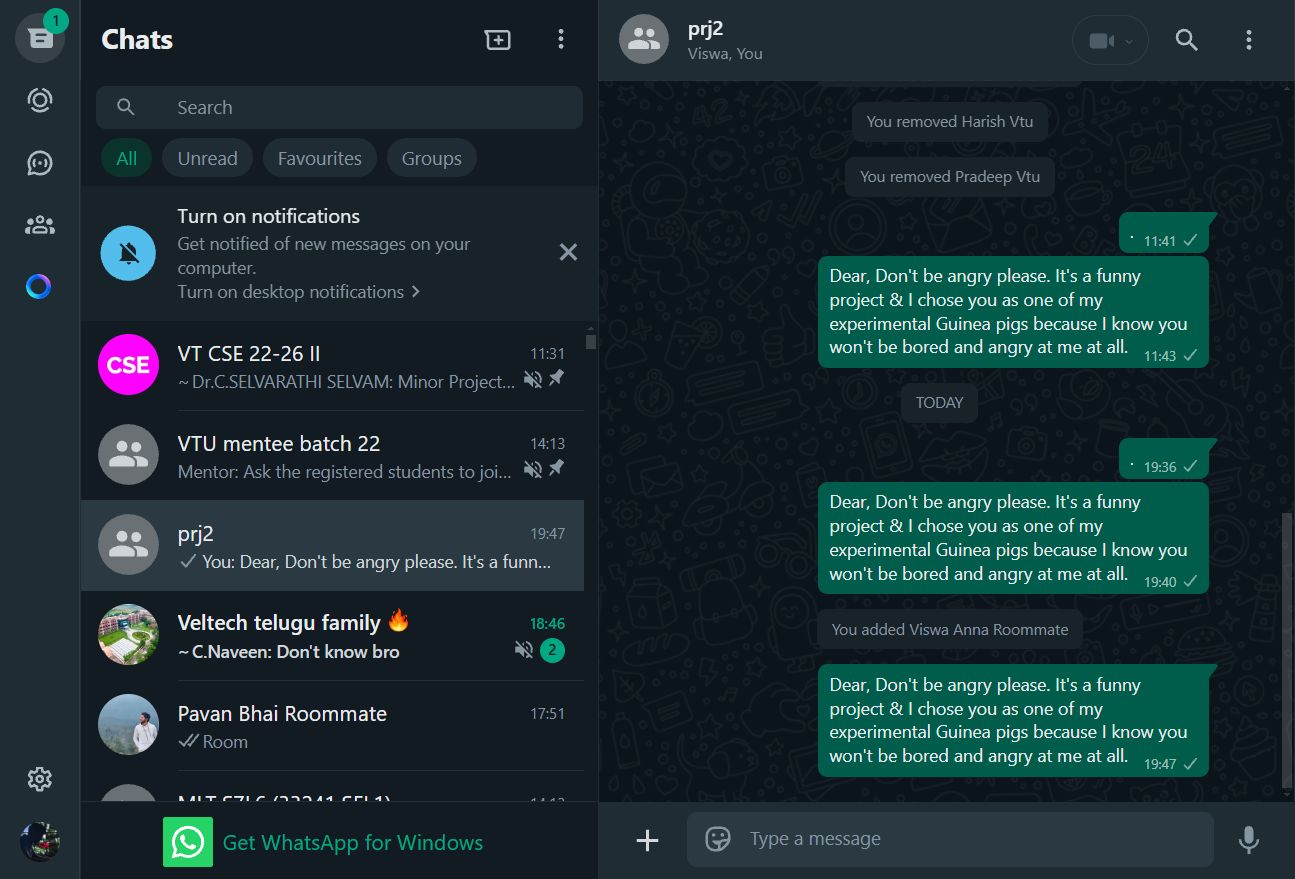 1
Chats
Search
All
Unread
Favourites
Groups
Turn on notifications
Get notified of new messages on your
computer.
Turn on desktop notifications
CSE
VT CSE 22-26 II
11:31
~ Dr.C.SELVARATHI SELVAM: Minor Project...
VTU mentee batch 22
14:13
Mentor: Ask the registered students to joi...
prj2
19:47
You: Dear, Don't be angry please. It's a funn...
Veltech telugu family 🔥
18:46
~ C.Naveen: Don't know bro
2
Pavan Bhai Roommate
17:51
Room
Get WhatsApp for Windows
prj2
Viswa, You
You removed Harish Vtu
You removed Pradeep Vtu
. 11:41
Dear, Don't be angry please. It's a funny
project & I chose you as one of my
experimental Guinea pigs because I know you
won't be bored and angry at me at all. 11:43
TODAY
. 19:36
Dear, Don't be angry please. It's a funny
project & I chose you as one of my
experimental Guinea pigs because I know you
won't be bored and angry at me at all. 19:40
You added Viswa Anna Roommate
Dear, Don't be angry please. It's a funny
project & I chose you as one of my
experimental Guinea pigs because I know you
won't be bored and angry at me at all. 19:47
Type a message